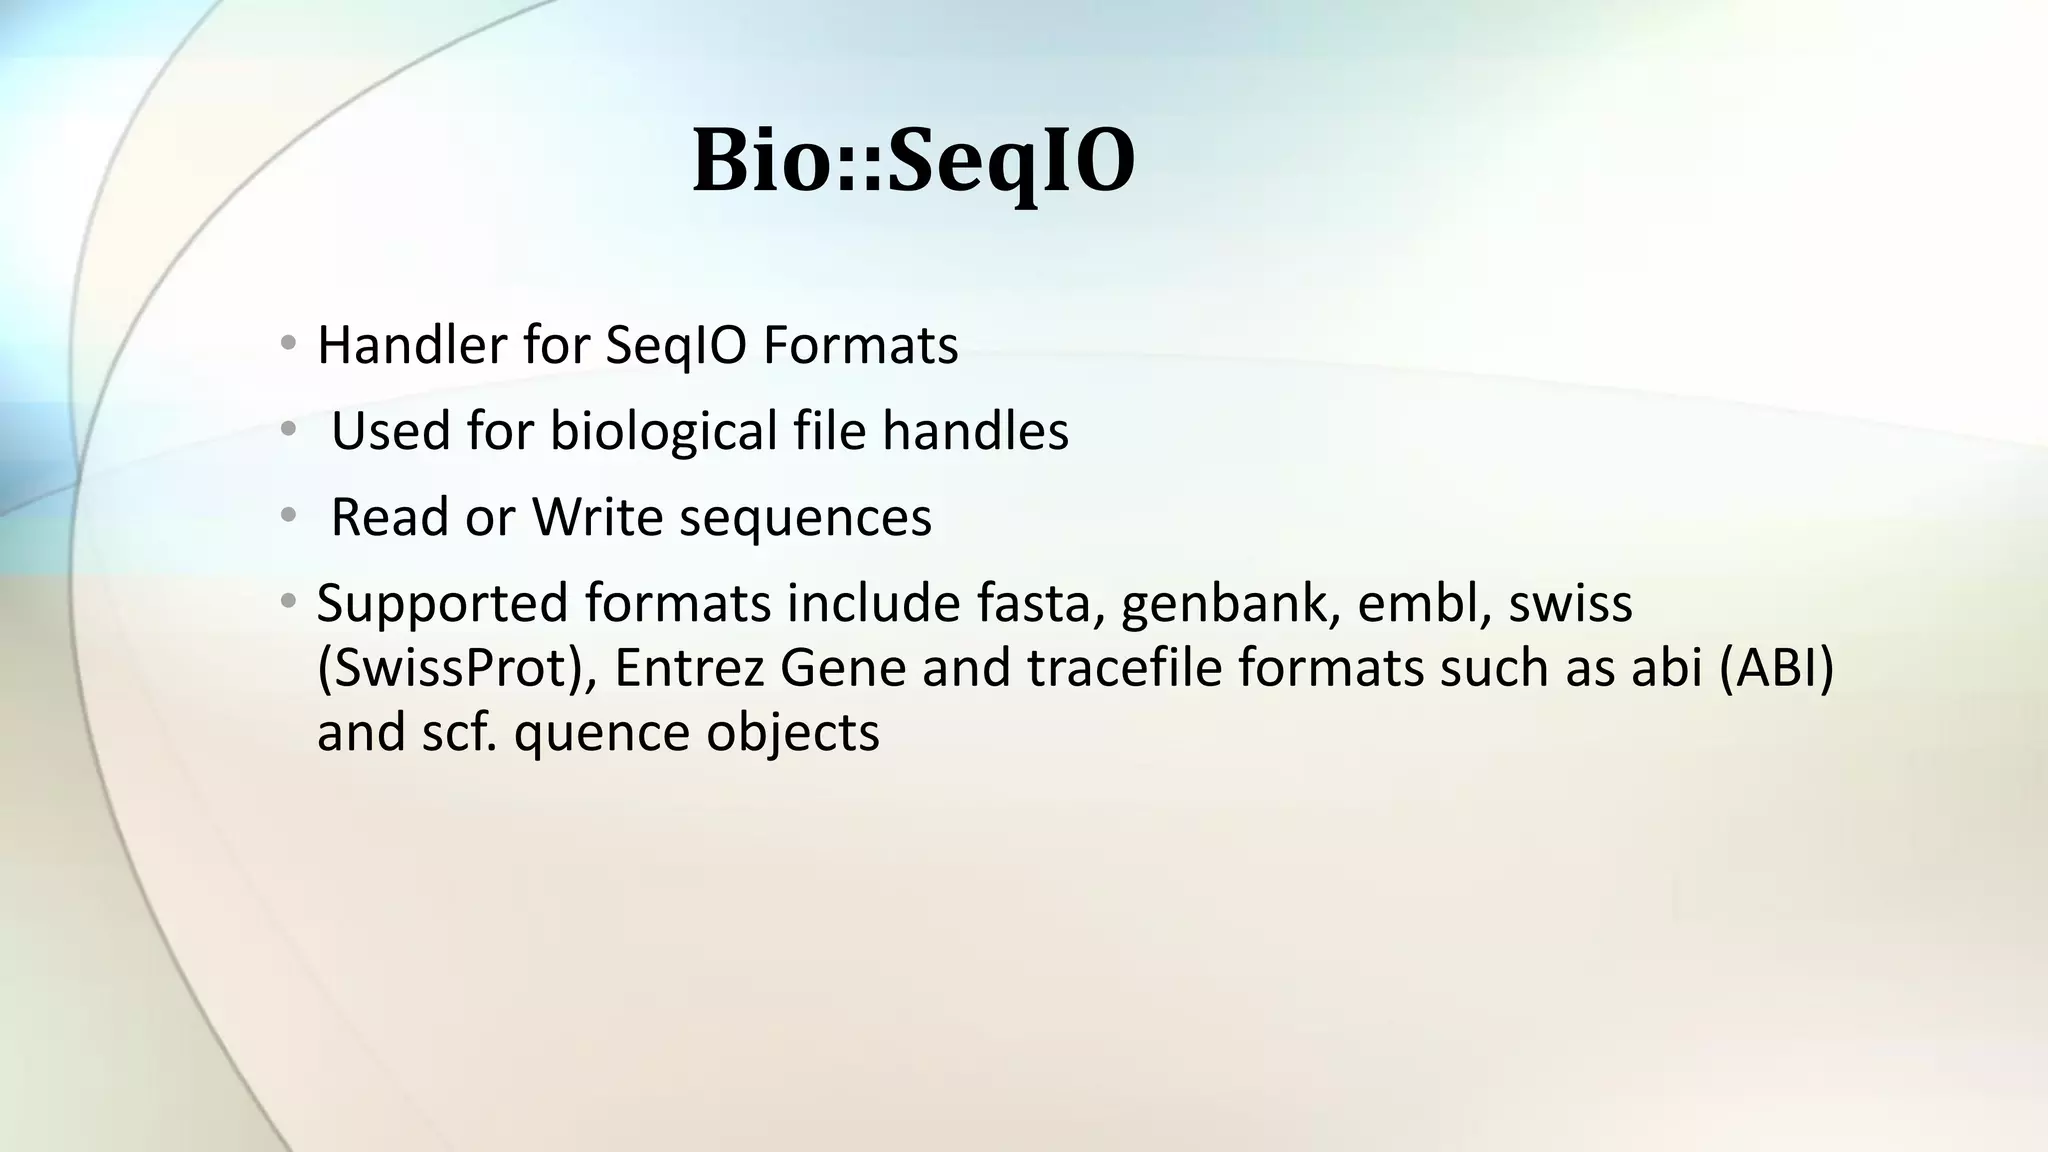 Bio::SeqIO
• Handler for SeqIO Formats
• Used for biological file handles
• Read or Write sequences
• Supported formats include fasta, genbank, embl, swiss
(SwissProt), Entrez Gene and tracefile formats such as abi (ABI)
and scf. quence objects